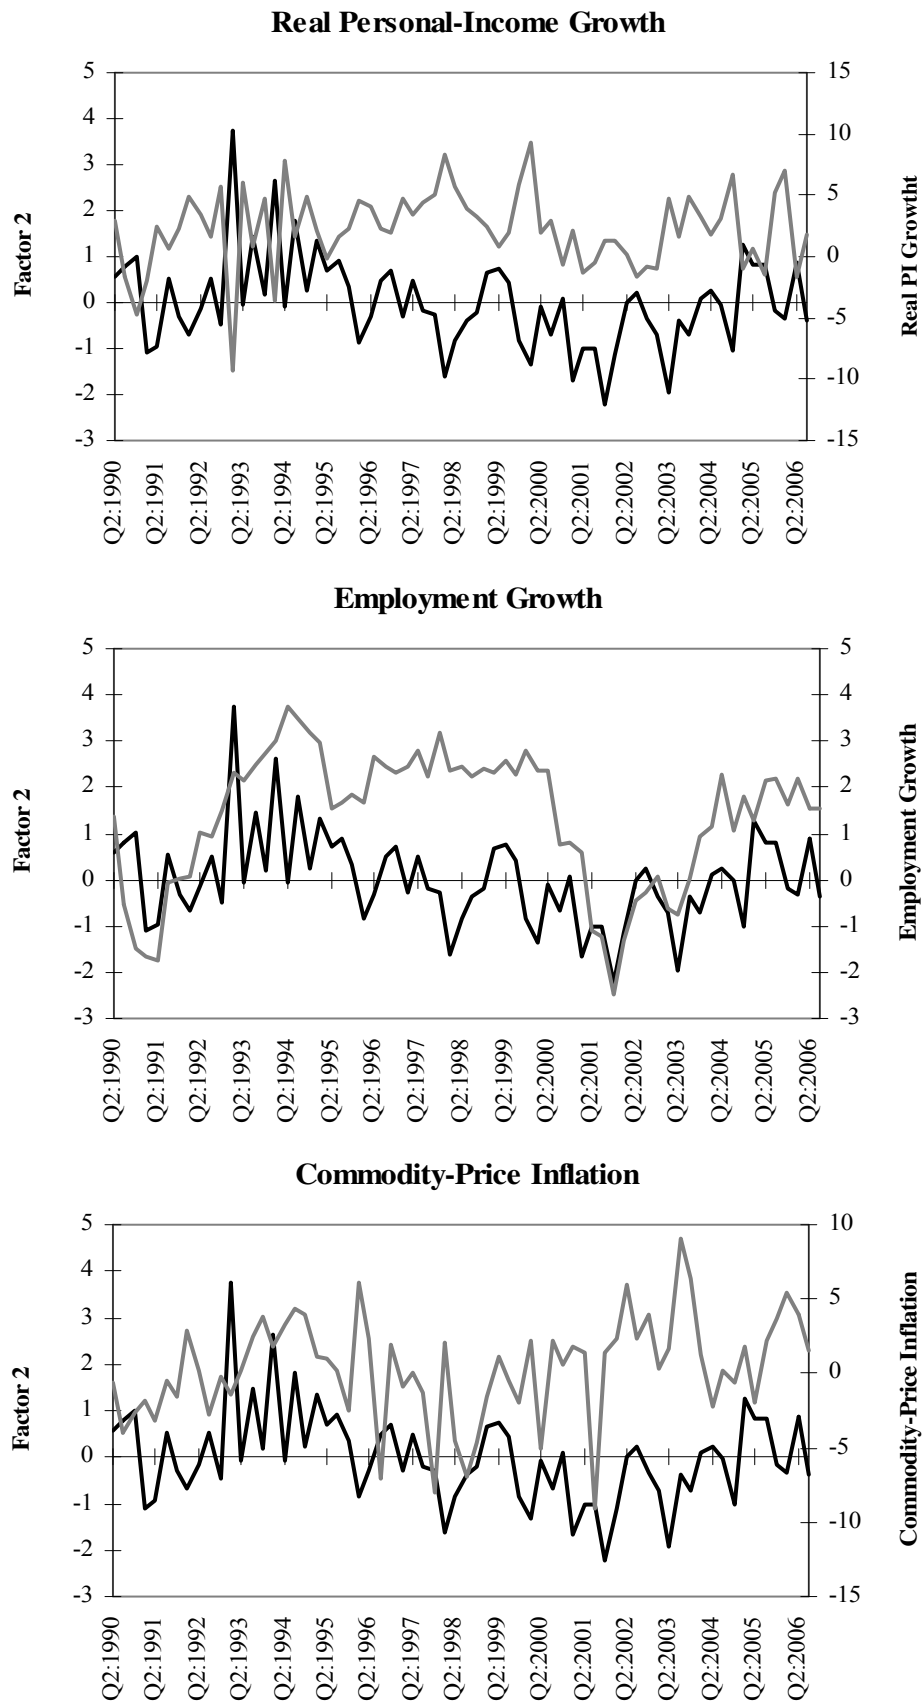 Real Personal-Income Growth
5
4
3
2
1
0
-1
-2
-3
Factor 2
15
10
5
0
-5
-10
-15
Real PI Growtht
Q2:1990
Q2:1991
Q2:1992
Q2:1993
Q2:1994
Q2:1995
Q2:1996
Q2:1997
Q2:1998
Q2:1999
Q2:2000
Q2:2001
Q2:2002
Q2:2003
Q2:2004
Q2:2005
Q2:2006
Employment Growth
5
4
3
2
1
0
-1
-2
-3
Factor 2
5
4
3
2
1
0
-1
-2
-3
Employment Growth
Q2:1990
Q2:1991
Q2:1992
Q2:1993
Q2:1994
Q2:1995
Q2:1996
Q2:1997
Q2:1998
Q2:1999
Q2:2000
Q2:2001
Q2:2002
Q2:2003
Q2:2004
Q2:2005
Q2:2006
Commodity-Price Inflation
5
4
3
2
1
0
-1
-2
-3
Factor 2
10
5
0
-5
-10
-15
Commodity-Price Inflation
Q2:1990
Q2:1991
Q2:1992
Q2:1993
Q2:1994
Q2:1995
Q2:1996
Q2:1997
Q2:1998
Q2:1999
Q2:2000
Q2:2001
Q2:2002
Q2:2003
Q2:2004
Q2:2005
Q2:2006